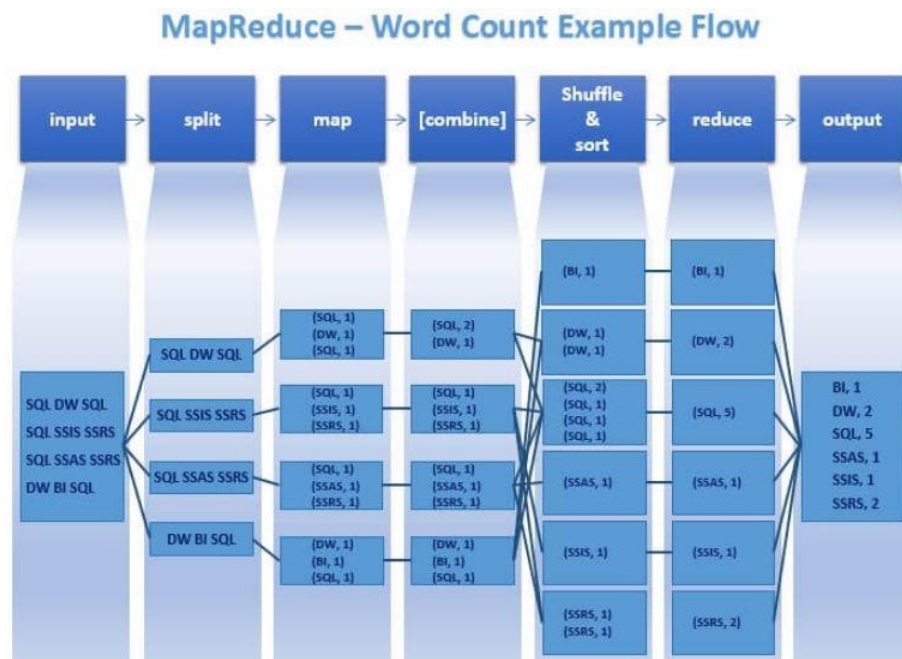 MapReduce – Word Count Example Flow
input
split
map
[combine]
Shuffle
&
sort
reduce
output
SQL DW SQL
SQL SSIS SSRS
SQL SSAS SSRS
DW BI SQL
SQL DW SQL
SQL SSIS SSRS
SQL SSAS SSRS
DW BI SQL
(SQL, 1)
(DW, 1)
(SQL, 1)
(SQL, 1)
(SSIS, 1)
(SSRS, 1)
(SQL, 1)
(SSAS, 1)
(SSRS, 1)
(DW, 1)
(BI, 1)
(SQL, 1)
(SQL, 2)
(DW, 1)
(SQL, 1)
(SSIS, 1)
(SSRS, 1)
(SQL, 1)
(SSAS, 1)
(SSRS, 1)
(DW, 1)
(BI, 1)
(SQL, 1)
(BI, 1)
(DW, 1)
(DW, 1)
(SQL, 2)
(SQL, 1)
(SQL, 1)
(SQL, 1)
(SSAS, 1)
(SSIS, 1)
(SSRS, 1)
(SSRS, 1)
(BI, 1)
(DW, 2)
(SQL, 5)
(SSAS, 1)
(SSIS, 1)
(SSRS, 2)
BI, 1
DW, 2
SQL, 5
SSAS, 1
SSIS, 1
SSRS, 2